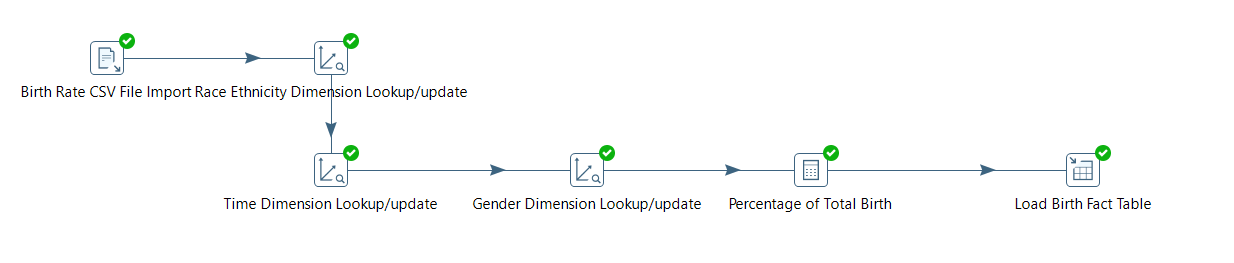 Birth Rate CSV File Import
Race Ethnicity Dimension Lookup/update
Time Dimension Lookup/update
Gender Dimension Lookup/update
Percentage of Total Birth
Load Birth Fact Table